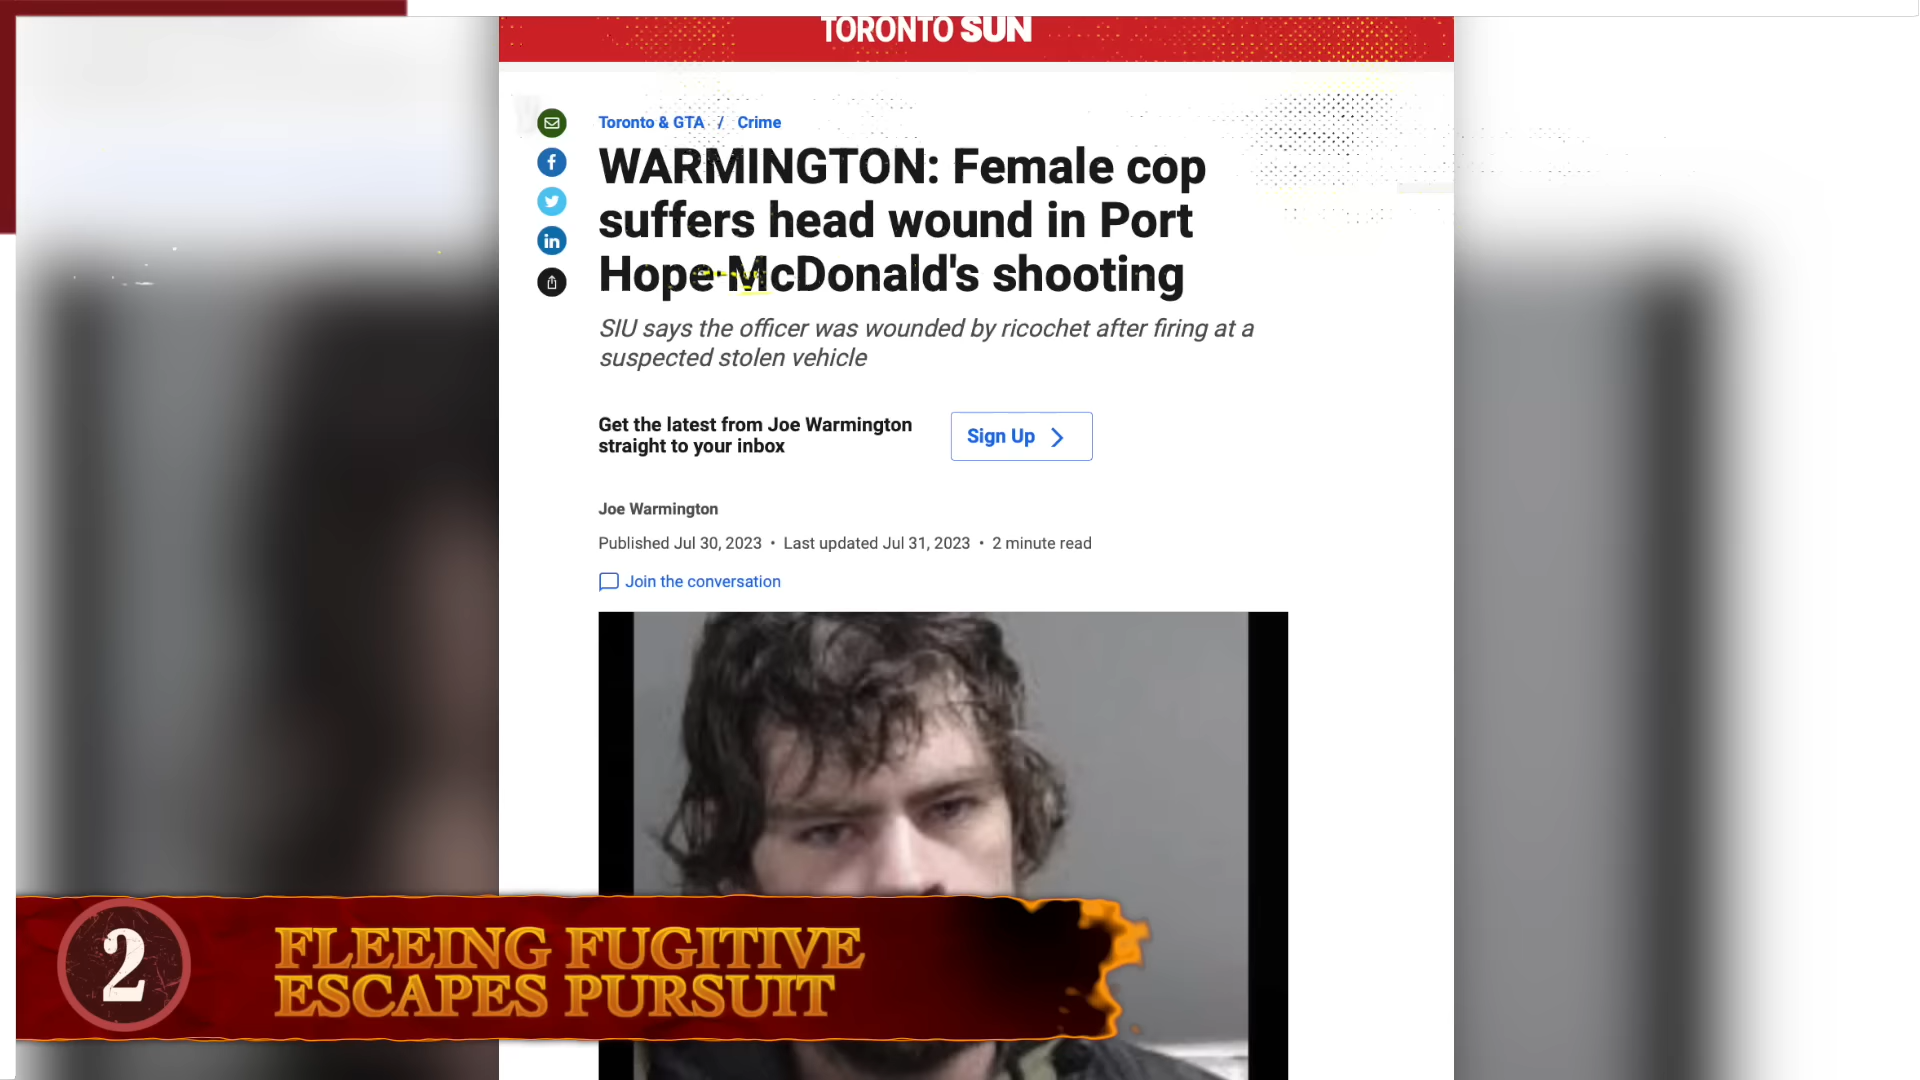 TORONTO SUN
Toronto & GTA / Crime
WARMINGTON: Female cop
suffers head wound in Port
Hope McDonald's shooting
SIU says the officer was wounded by ricochet after firing at a
suspected stolen vehicle
Get the latest from Joe Warmington
straight to your inbox
Sign Up
Joe Warmington
Published Jul 30, 2023 • Last updated Jul 31, 2023 • 2 minute read
Join the conversation
2
FLEEING FUGITIVE
ESCAPES PURSUIT